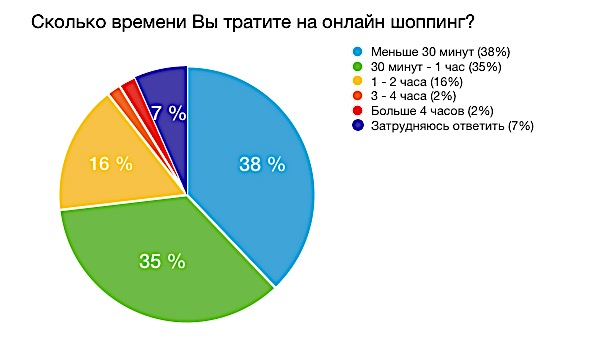 Сколько времени Вы тратите на онлайн шоппинг?
Меньше 30 минут (38%)
30 минут - 1 час (35%)
1 - 2 часа (16%)
3 - 4 часа (2%)
Больше 4 часов (2%)
Затрудняюсь ответить (7%)
7 %
16 %
38 %
35 %